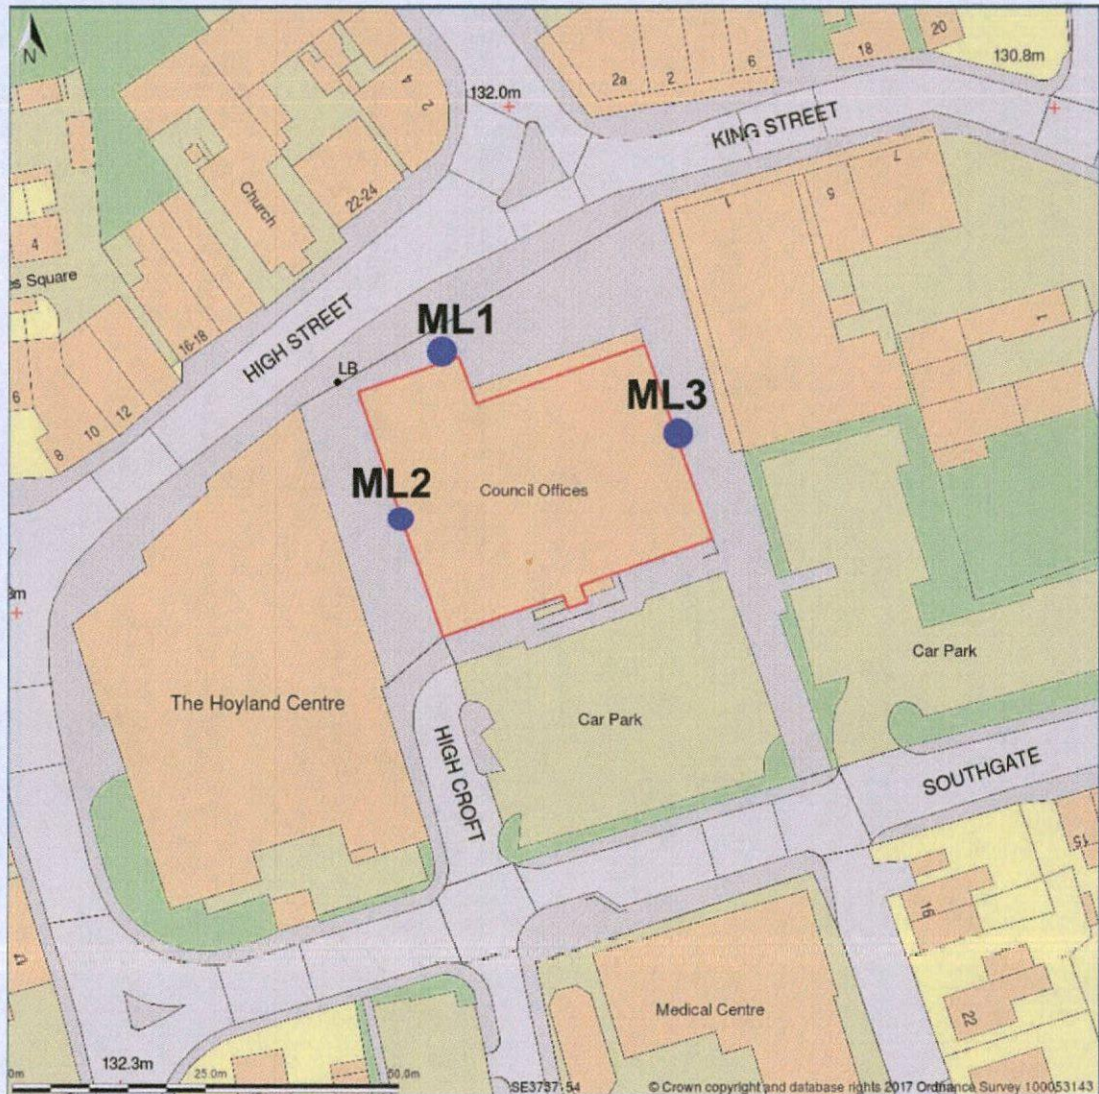 N
132.0m
2a
2
6
18
20
130.8m
KING STREET
4
2
Church
22-24
1
5
7
4
es Square
16-18
HIGH STREET
ML1
LB
ML3
ML2
Council Offices
1
6
8
10
12
The Hoyland Centre
Car Park
Car Park
HIGH CROFT
SOUTHGATE
15
16
Medical Centre
22
132.3m
0m
25.0m
50.0m
SE3737-54
© Crown copyright and database rights 2017 Ordnance Survey 100053143